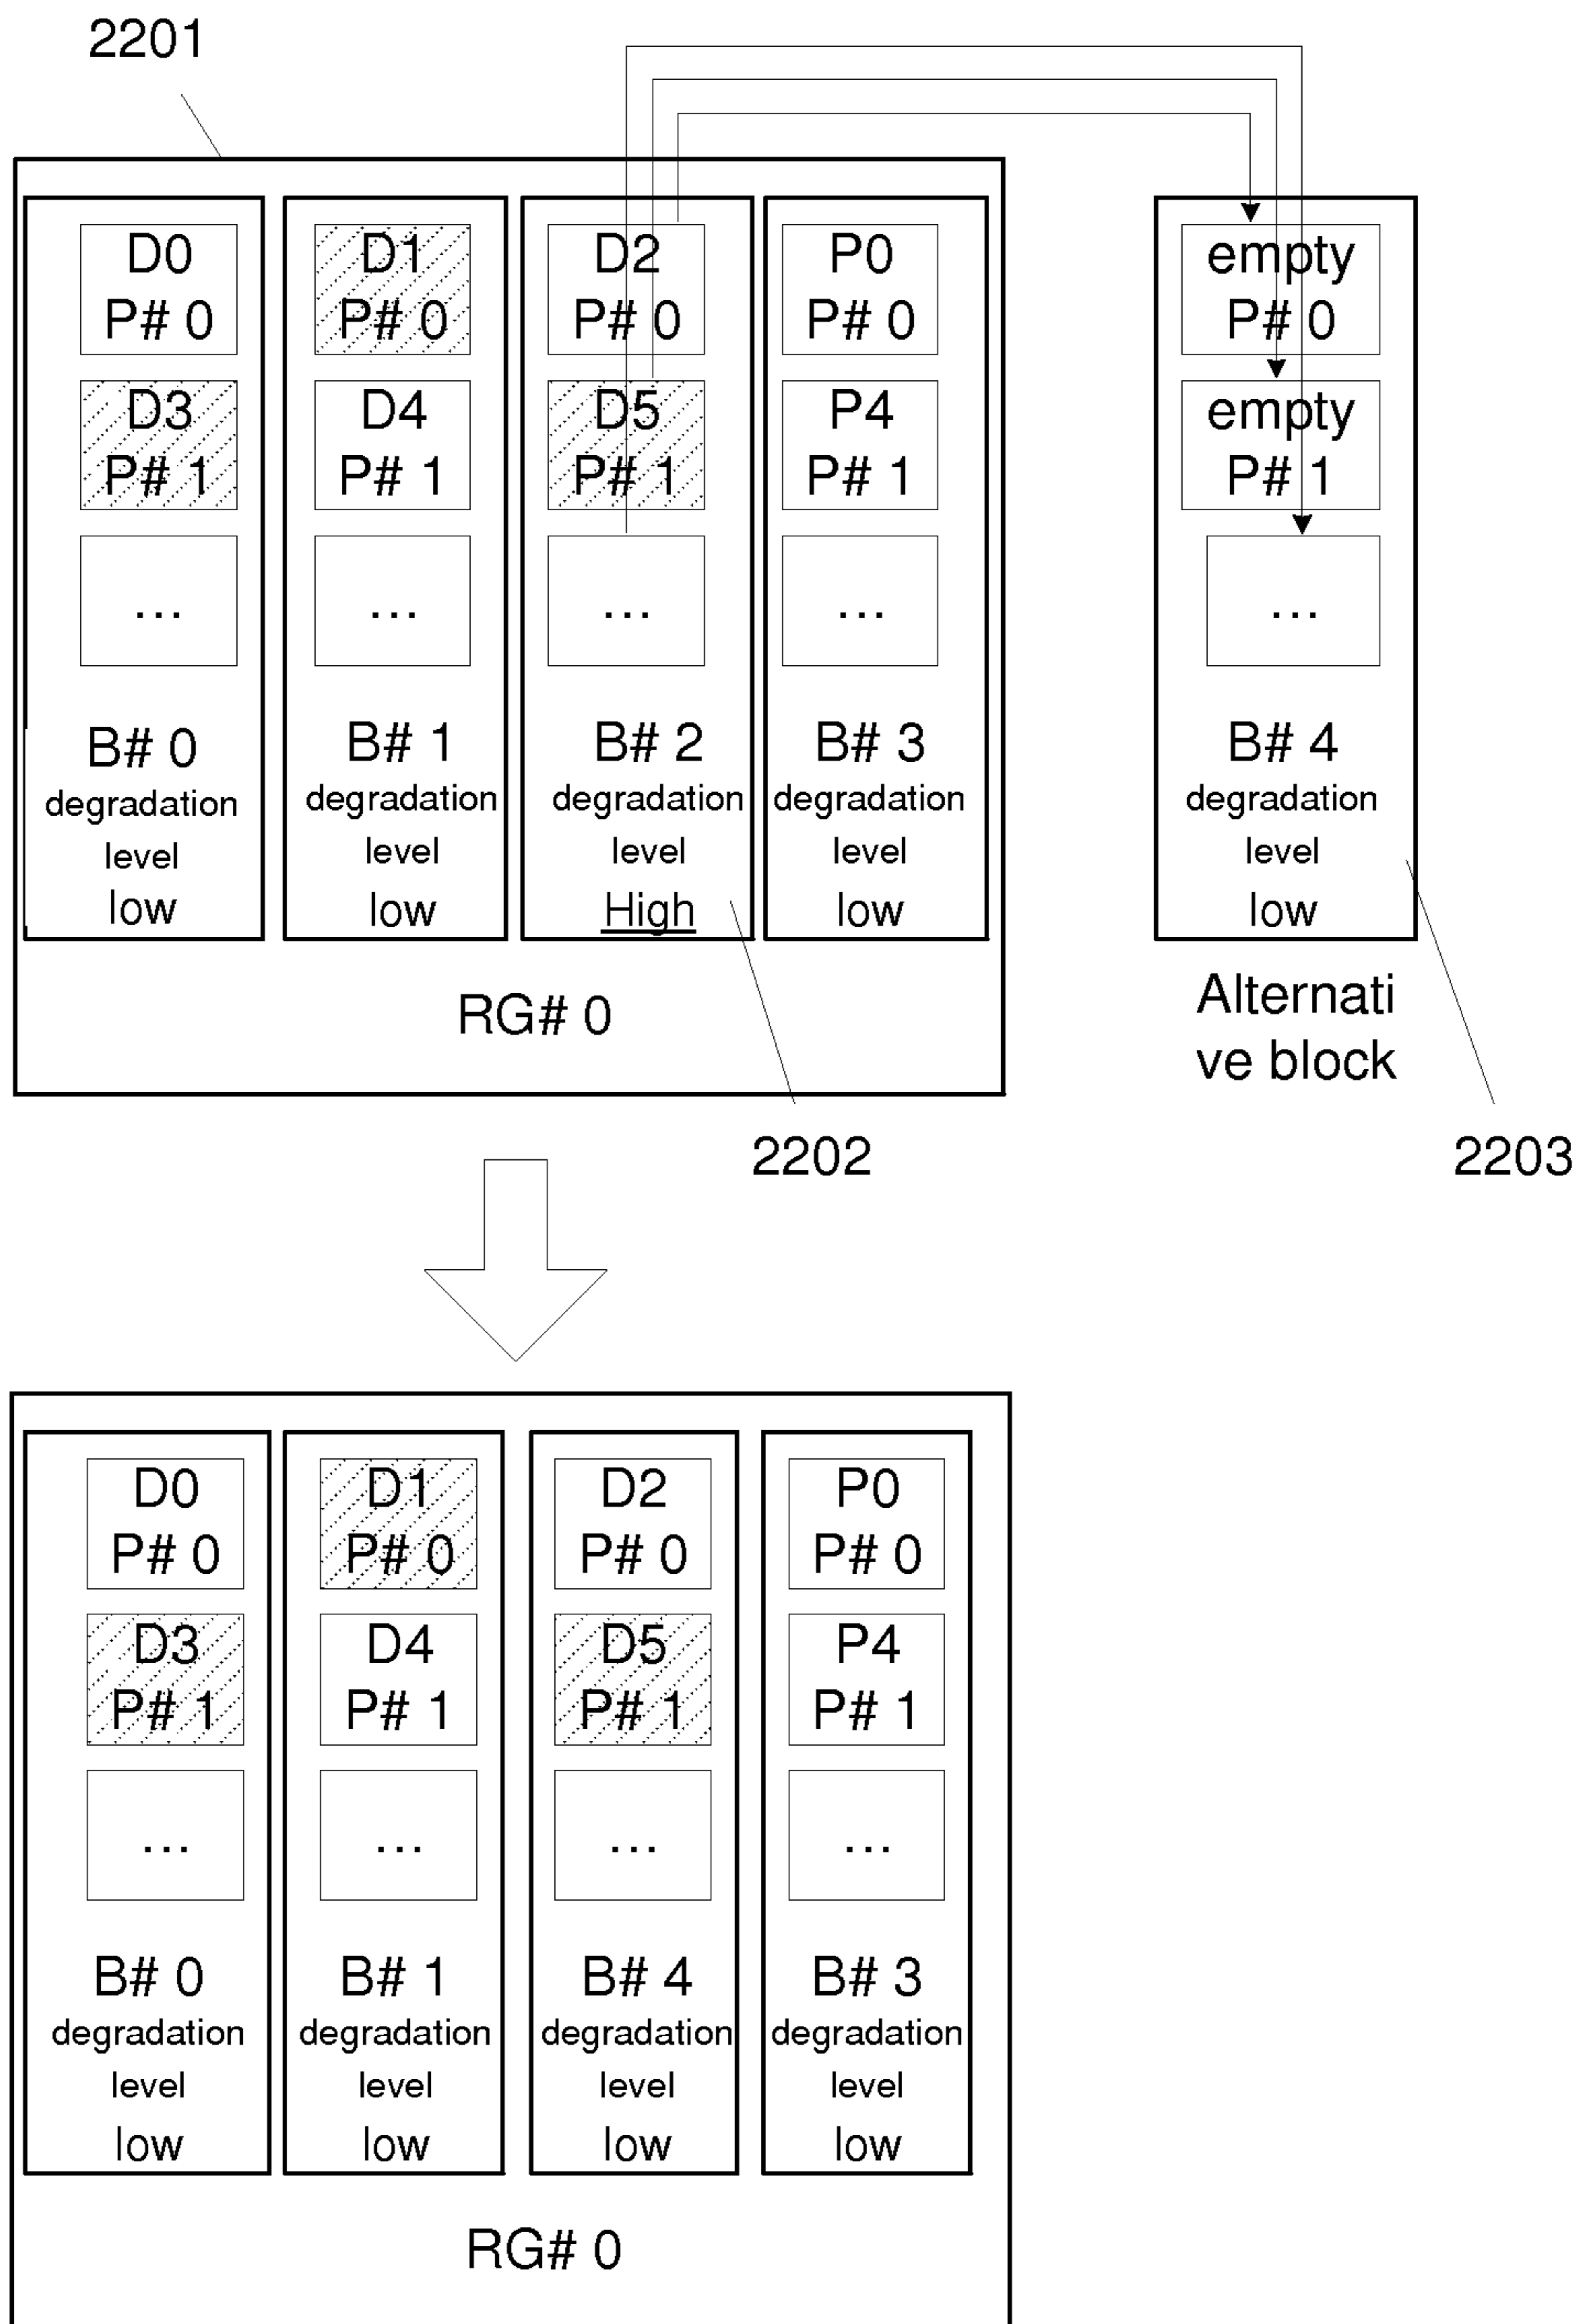 2201
D0
P# 0
D3
P# 1
...
B# 0
degradation
level
low
D1
P# 0
D4
P# 1
...
B# 1
degradation
level
low
D2
P# 0
D5
P# 1
...
B# 2
degradation
level
High
P0
P# 0
P4
P# 1
...
B# 3
degradation
level
low
RG# 0
empty
P# 0
empty
P# 1
...
B# 4
degradation
level
low
Alternati
ve block
2202
2203
D0
P# 0
D3
P# 1
...
B# 0
degradation
level
low
D1
P# 0
D4
P# 1
...
B# 1
degradation
level
low
D2
P# 0
D5
P# 1
...
B# 4
degradation
level
low
P0
P# 0
P4
P# 1
...
B# 3
degradation
level
low
RG# 0